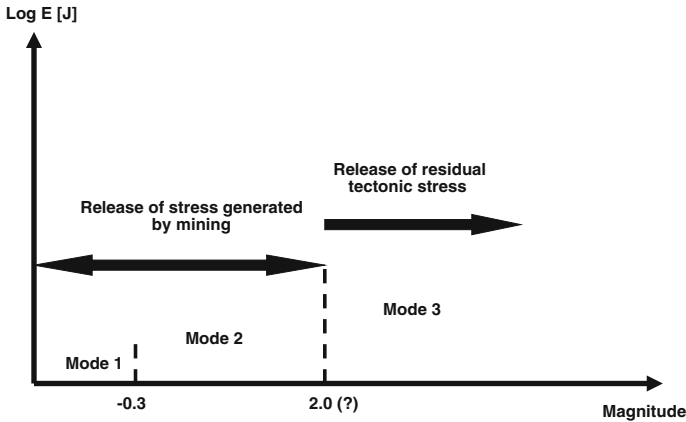 Log E [J]
Release of residual
tectonic stress
Release of stress generated
by mining
Mode 3
Mode 2
Mode 1
-0.3
2.0 (?)
Magnitude